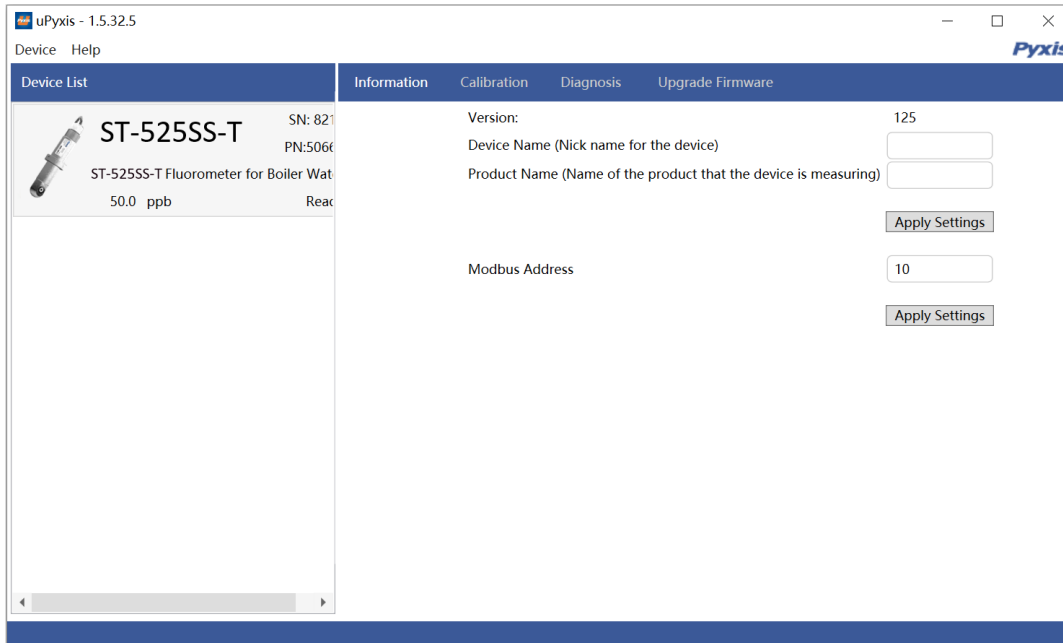 uPyxis - 1.5.32.5
Device Help
Pyxis
Device List
Information Calibration Diagnosis Upgrade Firmware
ST-525SS-T
SN: 821
PN:5066
ST-525SS-T Fluorometer for Boiler Wat
50.0 ppb Read
Version: 125
Device Name (Nick name for the device)
Product Name (Name of the product that the device is measuring)
Apply Settings
Modbus Address 10
Apply Settings